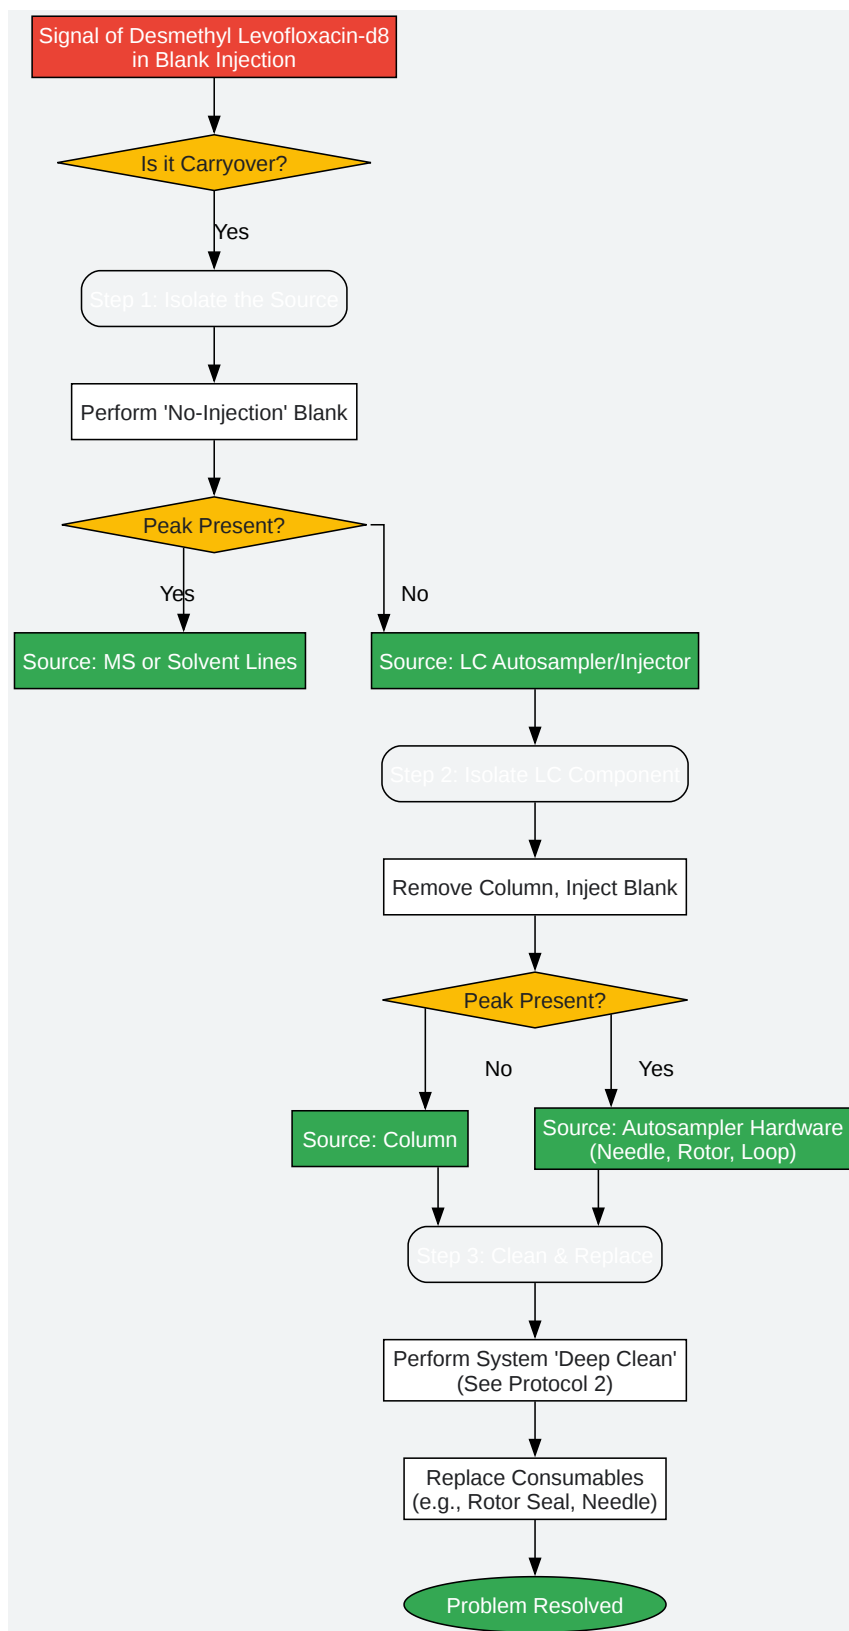 Signal of Desmethyl Levofloxacin-d8
in Blank Injection
Is it Carryover?
Yes
Step 1: Isolate the Source
Perform 'No-Injection' Blank
Peak Present?
Yes
No
Source: MS or Solvent Lines
Source: LC Autosampler/Injector
Step 2: Isolate LC Component
Remove Column, Inject Blank
Peak Present?
No
Yes
Source: Column
Source: Autosampler Hardware
(Needle, Rotor, Loop)
Step 3: Clean & Replace
Perform System 'Deep Clean'
(See Protocol 2)
Replace Consumables
(e.g., Rotor Seal, Needle)
Problem Resolved